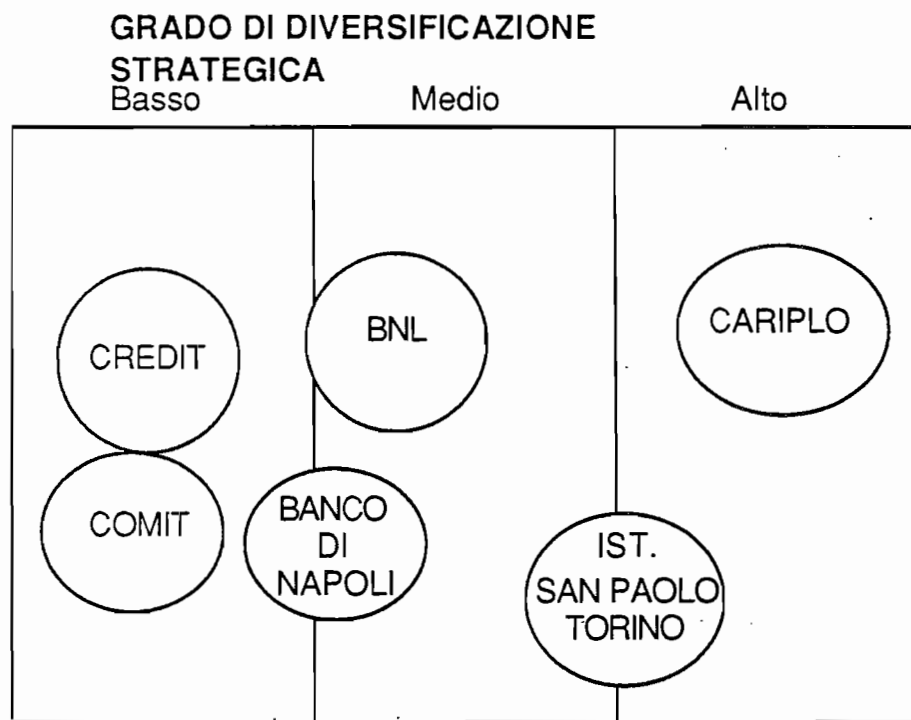 GRADO DI DIVERSIFICAZIONE
STRATEGICA
Basso Medio Alto
CREDIT
BNL
CARIPLO
COMIT
BANCO
DI
NAPOLI
IST.
SAN PAOLO
TORINO